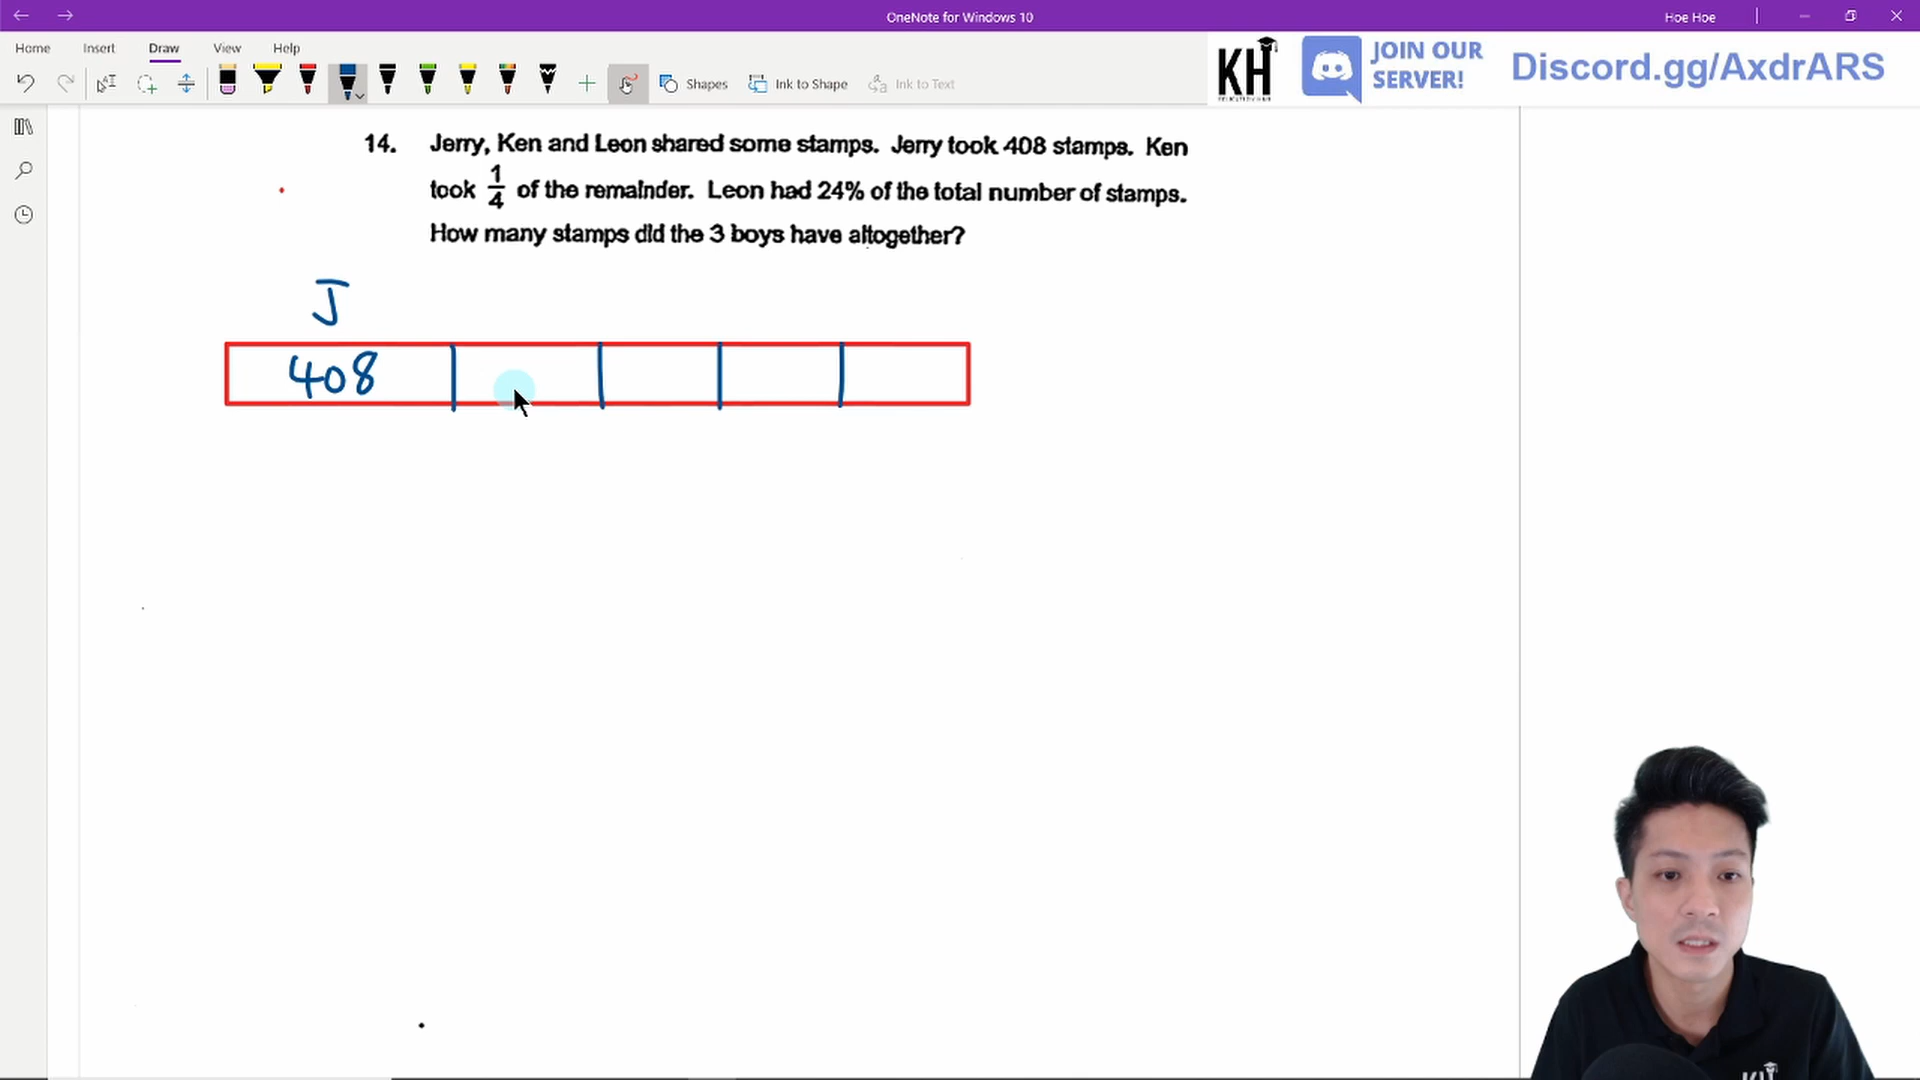 OneNote for Windows 10
Hoe Hoe
Home Insert Draw View Help
Shapes
Ink to Shape
Ink to Text
KH
JOIN OUR
SERVER!
Discord.gg/AxdrARS
14. Jerry, Ken and Leon shared some stamps. Jerry took 408 stamps. Ken
took 1/4 of the remainder. Leon had 24% of the total number of stamps.
How many stamps did the 3 boys have altogether?
J
408
KH